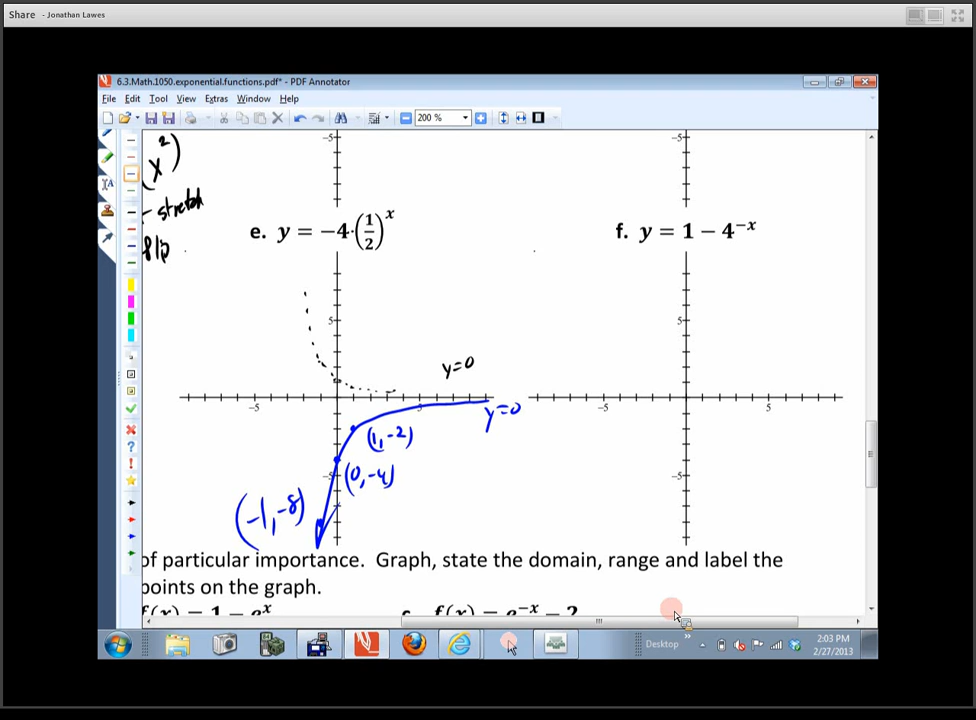 Share - Jonathan Lawes
6.3.Math.1050.exponential.functions.pdf* - PDF Annotator
File Edit Tool View Extras Window Help
200 %
-5 -5
(x²)
- stretch
flip
e. y = −4·(1/2)^x
f. y = 1 − 4^−x
5 5
y=0
-5 5 -5 5
y=0
(1,-2)
-5 (0,-4) -5
(-1,-8)
of particular importance. Graph, state the domain, range and label the
points on the graph.
f(x) = 1 − e^x
c. f(x) = e^−x − 2
Desktop
2:03 PM
2/27/2013